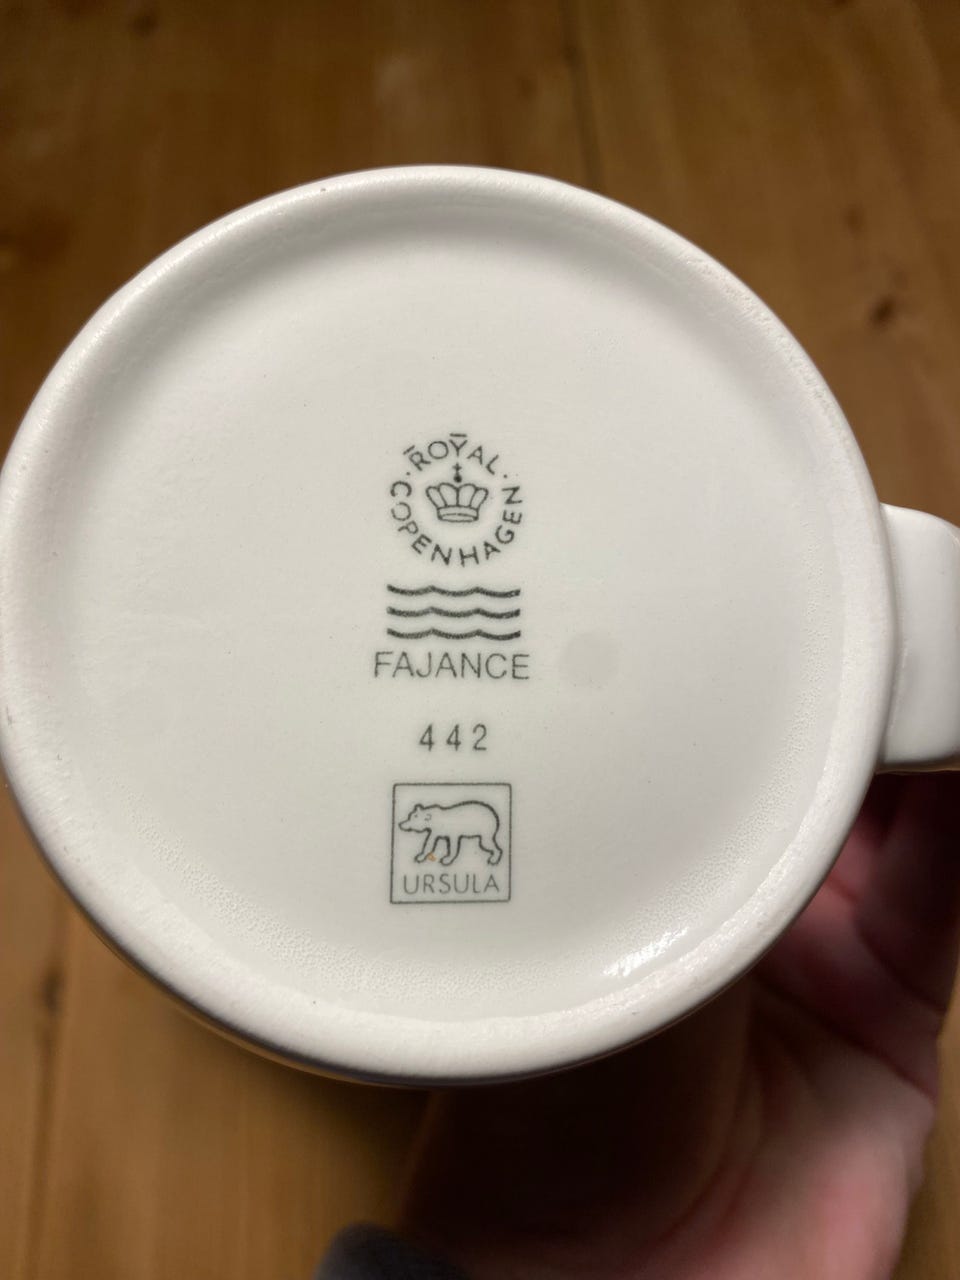 ROYAL
COPENHAGEN
FAJANCE
442
URSULA